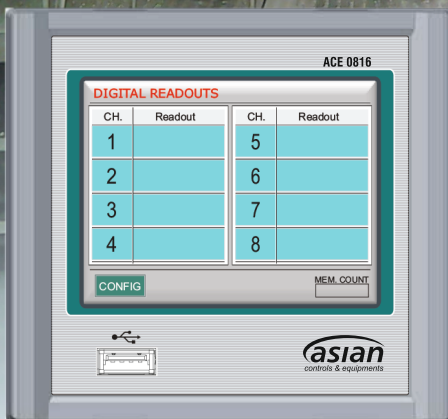 ACE 0816
DIGITAL READOUTS
CH. Readout CH. Readout
1 5
2 6
3 7
4 8
CONFIG MEM. COUNT
asian
controls & equipments